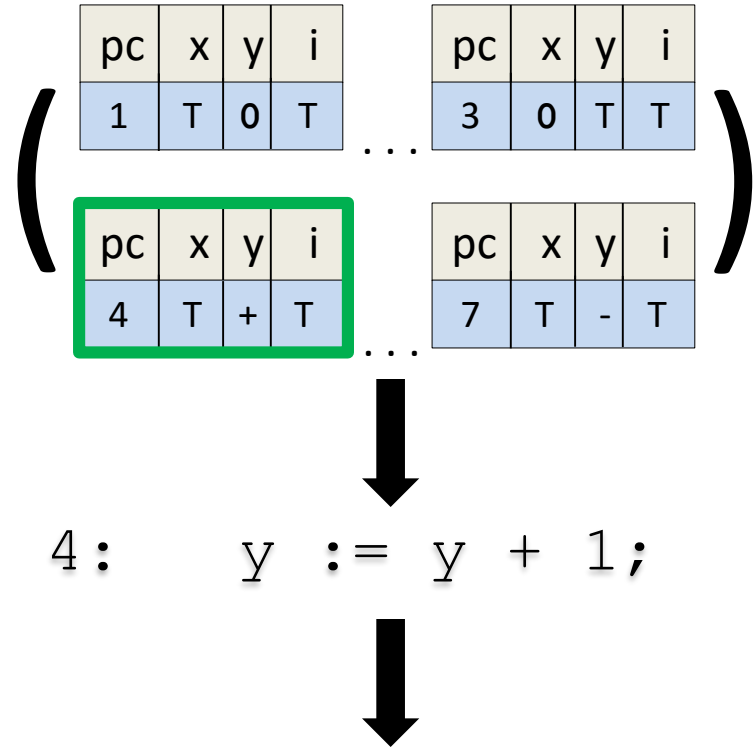 pc x y i pc x y i
1 T 0 T ... 3 0 T T
( )
pc x y i pc x y i
4 T + T ... 7 T - T
4: y := y + 1;